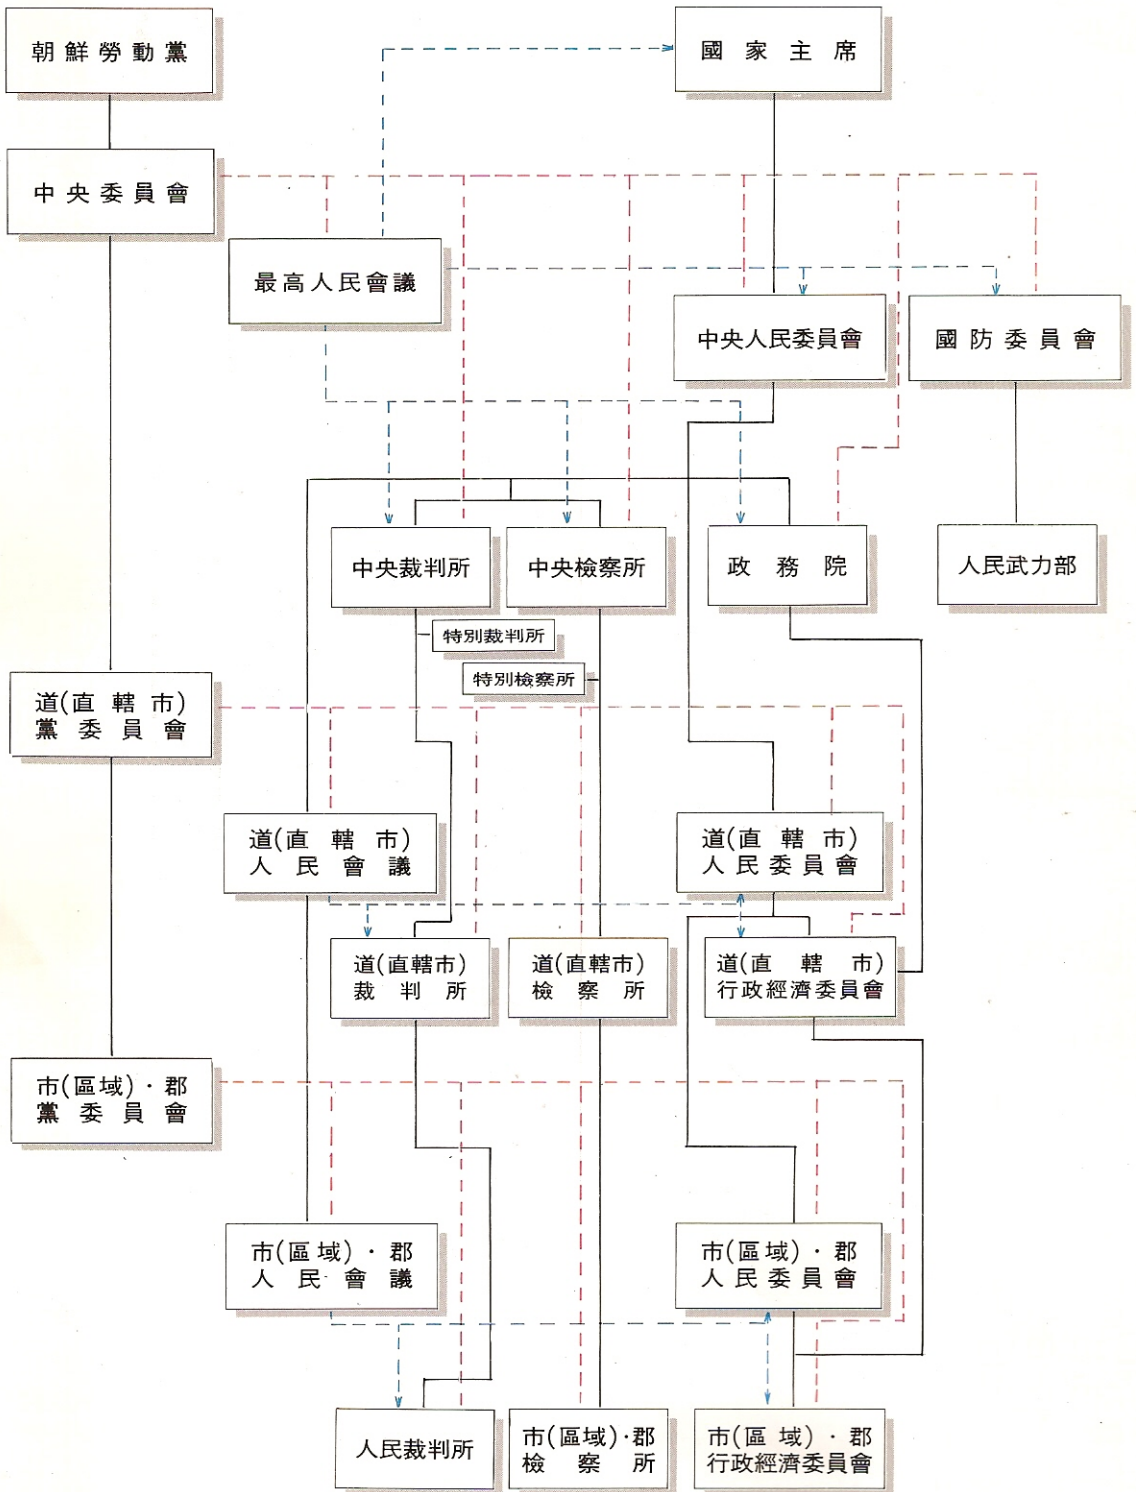 朝鮮勞動黨
國家主席
中央委員會
最高人民會議
中央人民委員會
國防委員會
中央裁判所
中央檢察所
政務院
人民武力部
特別裁判所
特別檢察所
道(直轄市)
黨委員會
道(直轄市)
人民會議
道(直轄市)
人民委員會
道(直轄市)
裁判所
道(直轄市)
檢察所
道(直轄市)
行政經濟委員會
市(區域)·郡
黨委員會
市(區域)·郡
人民會議
市(區域)·郡
人民委員會
人民裁判所
市(區域)·郡
檢察所
市(區域)·郡
行政經濟委員會